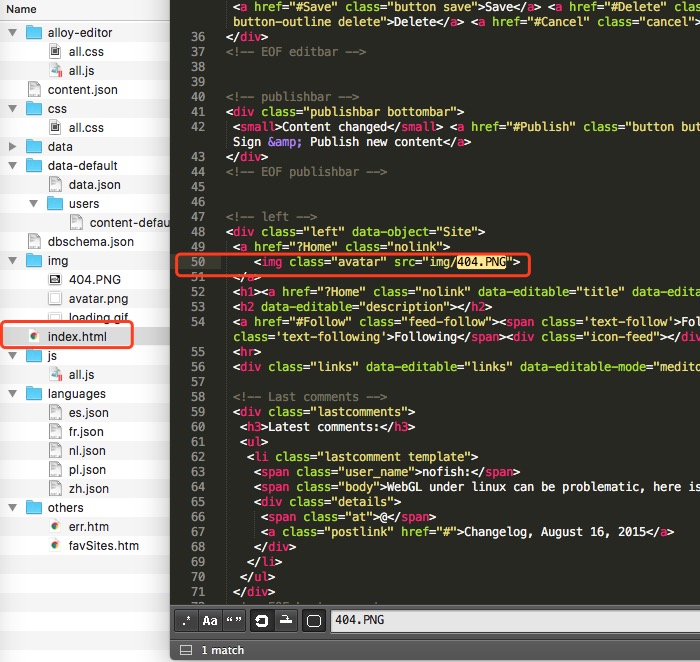 Name
alloy-editor
all.css
all.js
content.json
css
all.css
data
data-default
data.json
users
content-defau
dbschema.json
img
404.PNG
avatar.png
loading.gif
index.html
js
all.js
languages
es.json
fr.json
nl.json
pl.json
zh.json
others
err.htm
favSites.htm
<a href="#Save" class="button save">Save</a> <a href="#Delete" class="
button-outline delete">Delete</a> <a href="#Cancel" class="cancel">
36 </div>
37 <!-- EOF editbar -->
38
39
40 <!-- publishbar -->
41 <div class="publishbar bottombar">
42 <small>Content changed</small> <a href="#Publish" class="button but
Sign &amp; Publish new content</a>
43 </div>
44 <!-- EOF publishbar -->
45
46
47 <!-- left -->
48 <div class="left" data-object="Site">
49 <a href="?Home" class="nolink">
50 <img class="avatar" src="img/404.PNG">
51 </a>
52 <h1><a href="?Home" class="nolink" data-editable="title" data-edita
53 <h2 data-editable="description"></h2>
54 <a href="#Follow" class="feed-follow"><span class='text-follow'>Fol
class='text-following'>Following</span><div class="icon-feed"></div
55 <hr>
56 <div class="links" data-editable="links" data-editable-mode="medito
57
58 <!-- Last comments -->
59 <div class="lastcomments">
60 <h3>Latest comments:</h3>
61 <ul>
62 <li class="lastcomment template">
63 <span class="user_name">nofish:</span>
64 <span class="body">WebGL under linux can be problematic, here is
65 <div class="details">
66 <span class="at">@</span>
67 <a class="postlink" href="#">Changelog, August 16, 2015</a>
68 </div>
69 </li>
70 </ul>
71 </div>
.* Aa “ ” 404.PNG
1 match